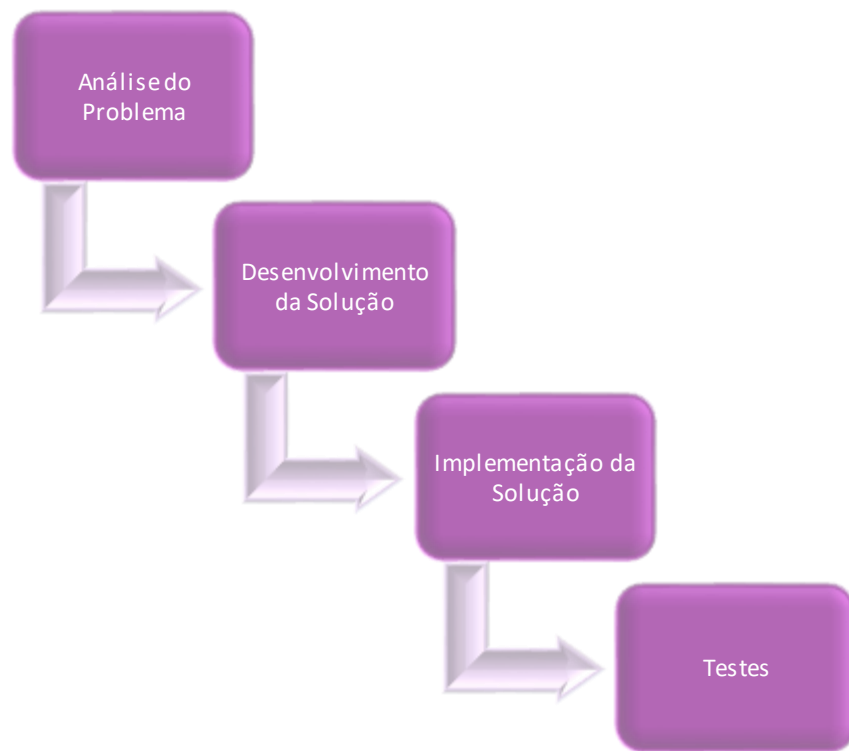 Análise do
Problema
Desenvolvimento
da Solução
Implementação da
Solução
Testes